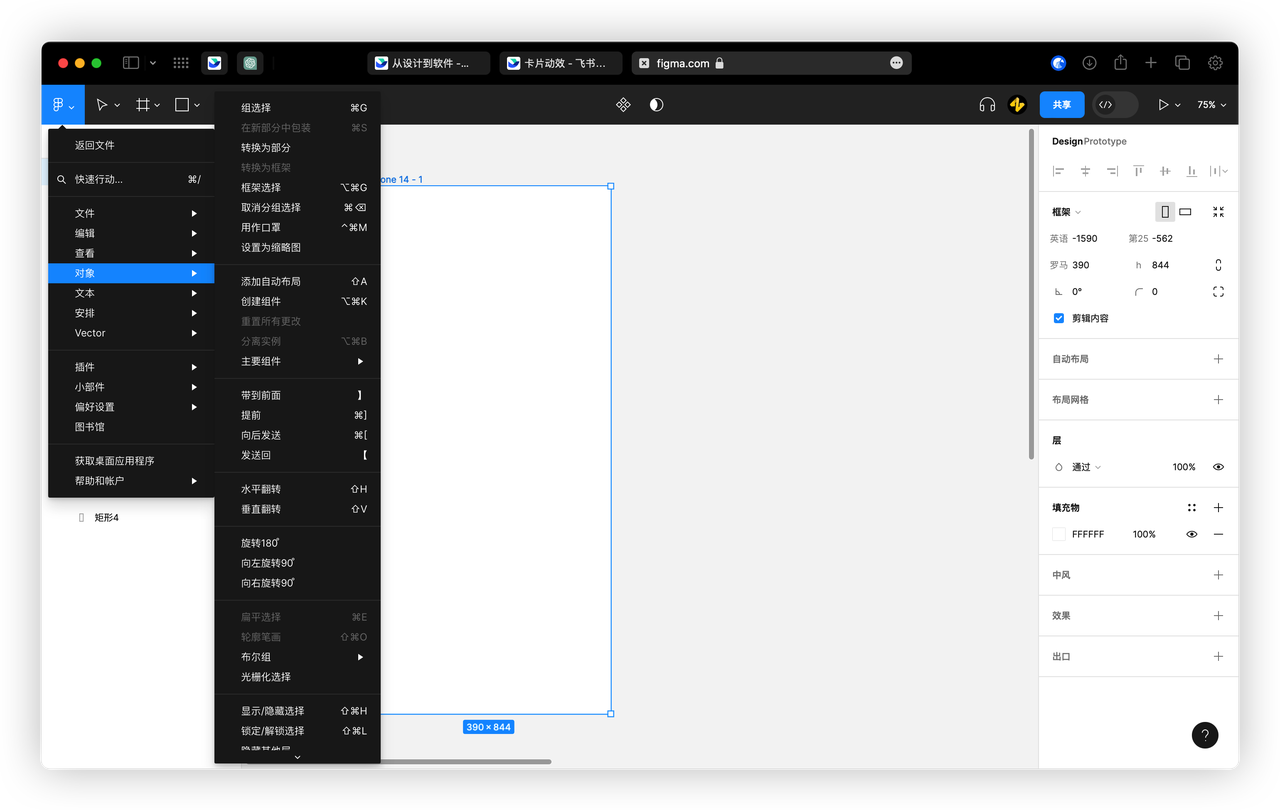 从设计到软件 -...
卡片动效 - 飞书...
figma.com
共享
75%
返回文件
快速行动... ⌘/
文件
编辑
查看
对象
文本
安排
Vector
插件
小部件
偏好设置
图书馆
获取桌面应用程序
帮助和帐户
矩形4
组选择 ⌘G
在新部分中包装 ⌘S
转换为部分
转换为框架
框架选择 ⌥⌘G
取消分组选择 ⌘⌫
用作口罩 ^⌘M
设置为缩略图
添加自动布局 ⇧A
创建组件 ⌥⌘K
重置所有更改
分离实例 ⌥⌘B
主要组件
带到前面 】
提前 ⌘]
向后发送 ⌘[
发送回 【
水平翻转 ⇧H
垂直翻转 ⇧V
旋转180°
向左旋转90°
向右旋转90°
扁平选择 ⌘E
轮廓笔画 ⇧⌘O
布尔组
光栅化选择
显示/隐藏选择 ⇧⌘H
锁定/解锁选择 ⇧⌘L
one 14 - 1
390 × 844
Design Prototype
框架
英语 -1590 第25 -562
罗马 390 h 844
0° 0
剪辑内容
自动布局
布局网格
层
通过 100%
填充物
FFFFFF 100%
中风
效果
出口
?